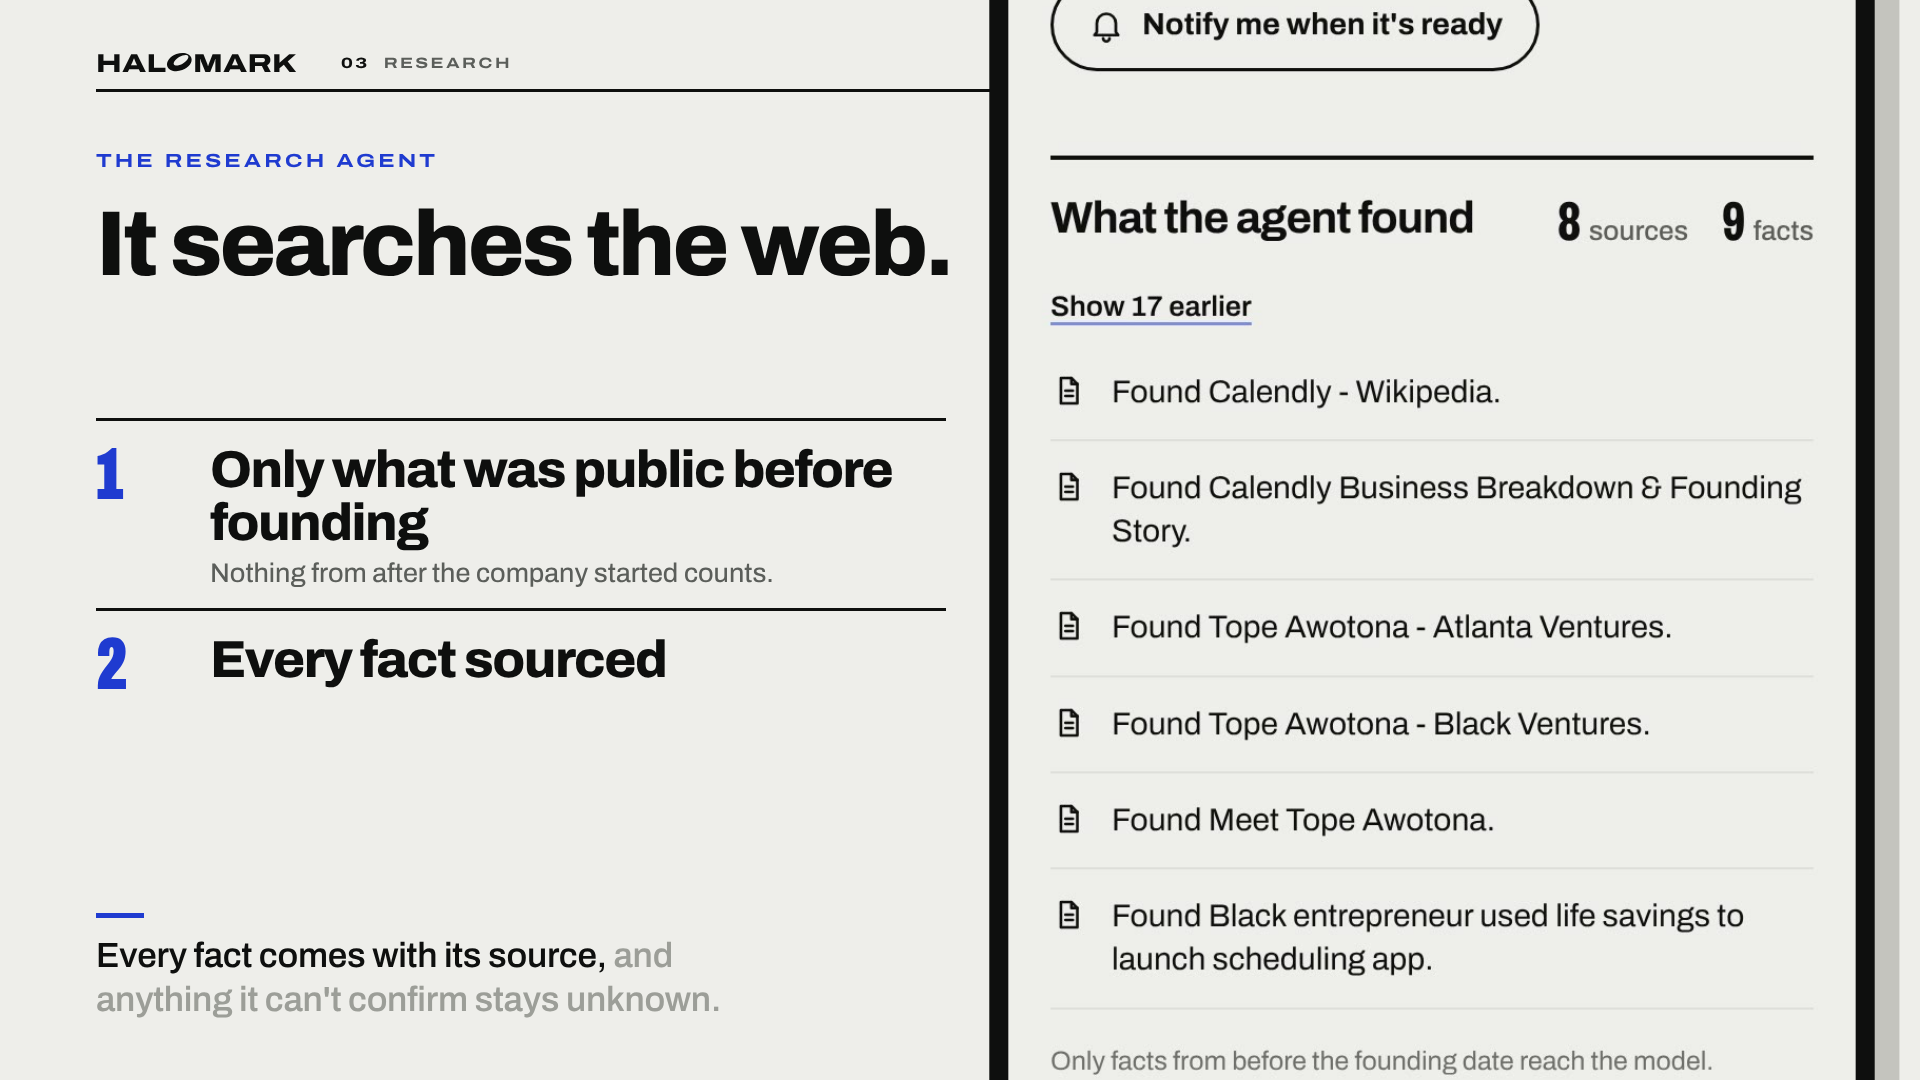 HALOMARK 03 RESEARCH
THE RESEARCH AGENT
It searches the web.
1 Only what was public before
founding
Nothing from after the company started counts.
2 Every fact sourced
Every fact comes with its source, and
anything it can't confirm stays unknown.
Notify me when it's ready
What the agent found 8 sources 9 facts
Show 17 earlier
Found Calendly - Wikipedia.
Found Calendly Business Breakdown & Founding
Story.
Found Tope Awotona - Atlanta Ventures.
Found Tope Awotona - Black Ventures.
Found Meet Tope Awotona.
Found Black entrepreneur used life savings to
launch scheduling app.
Only facts from before the founding date reach the model.